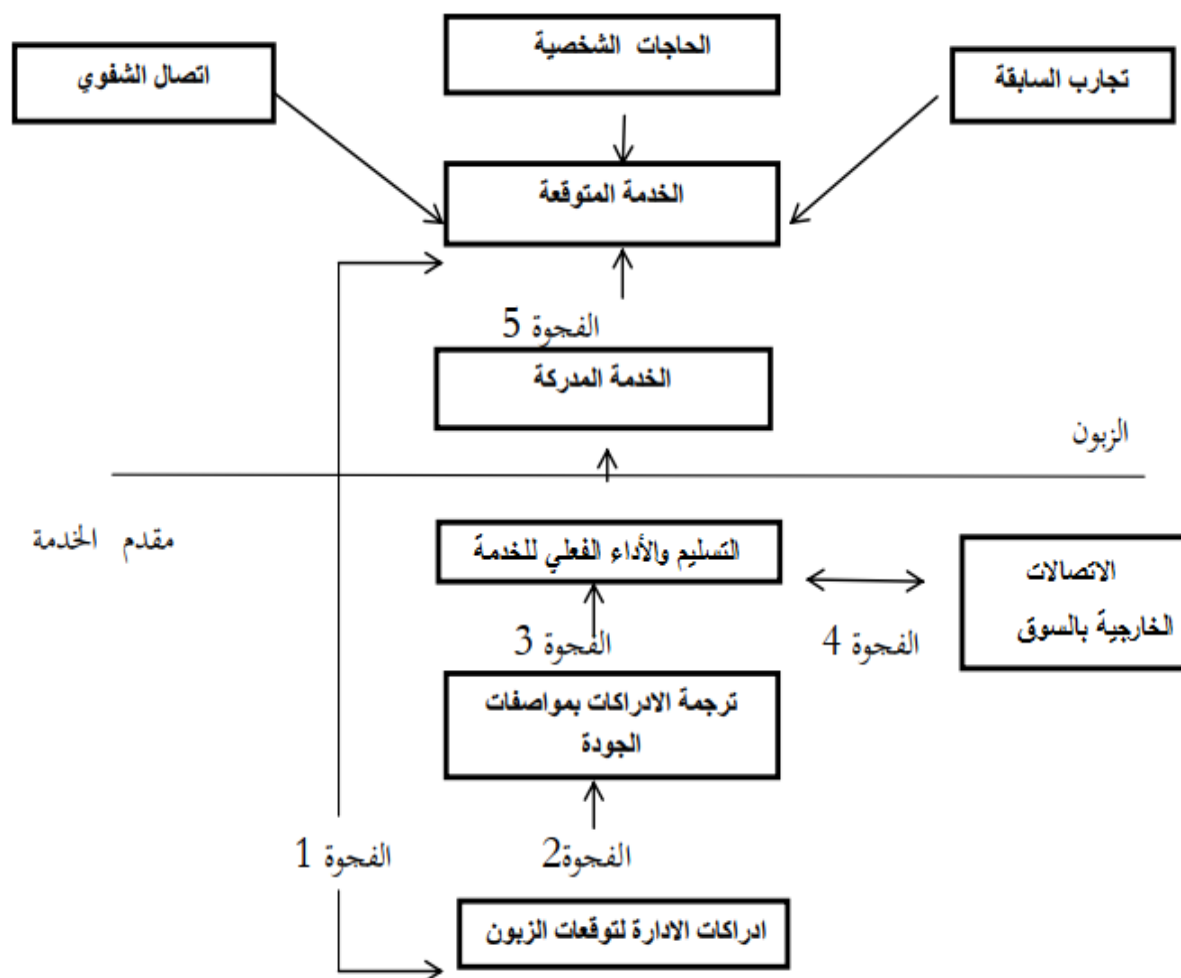 الحاجات الشخصية
اتصال الشفوي
تجارب السابقة
الخدمة المتوقعة
الفجوة 5
الخدمة المدركة
الزبون
مقدم الخدمة
التسليم والأداء الفعلي للخدمة
الاتصالات
الخارجية بالسوق
الفجوة 3
الفجوة 4
ترجمة الادراكات بمواصفات
الجودة
الفجوة 1
الفجوة2
ادراكات الادارة لتوقعات الزبون